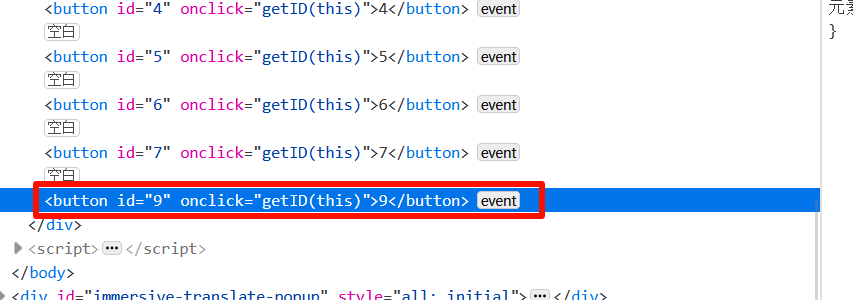 <button id="4" onclick="getID(this)">4</button> event
空白
<button id="5" onclick="getID(this)">5</button> event
空白
<button id="6" onclick="getID(this)">6</button> event
空白
<button id="7" onclick="getID(this)">7</button> event
空白
<button id="9" onclick="getID(this)">9</button> event
</div>
<script>…</script>
</body>
<div id="immersive-translate-popup" style="all: initial">…</div>
元素
}